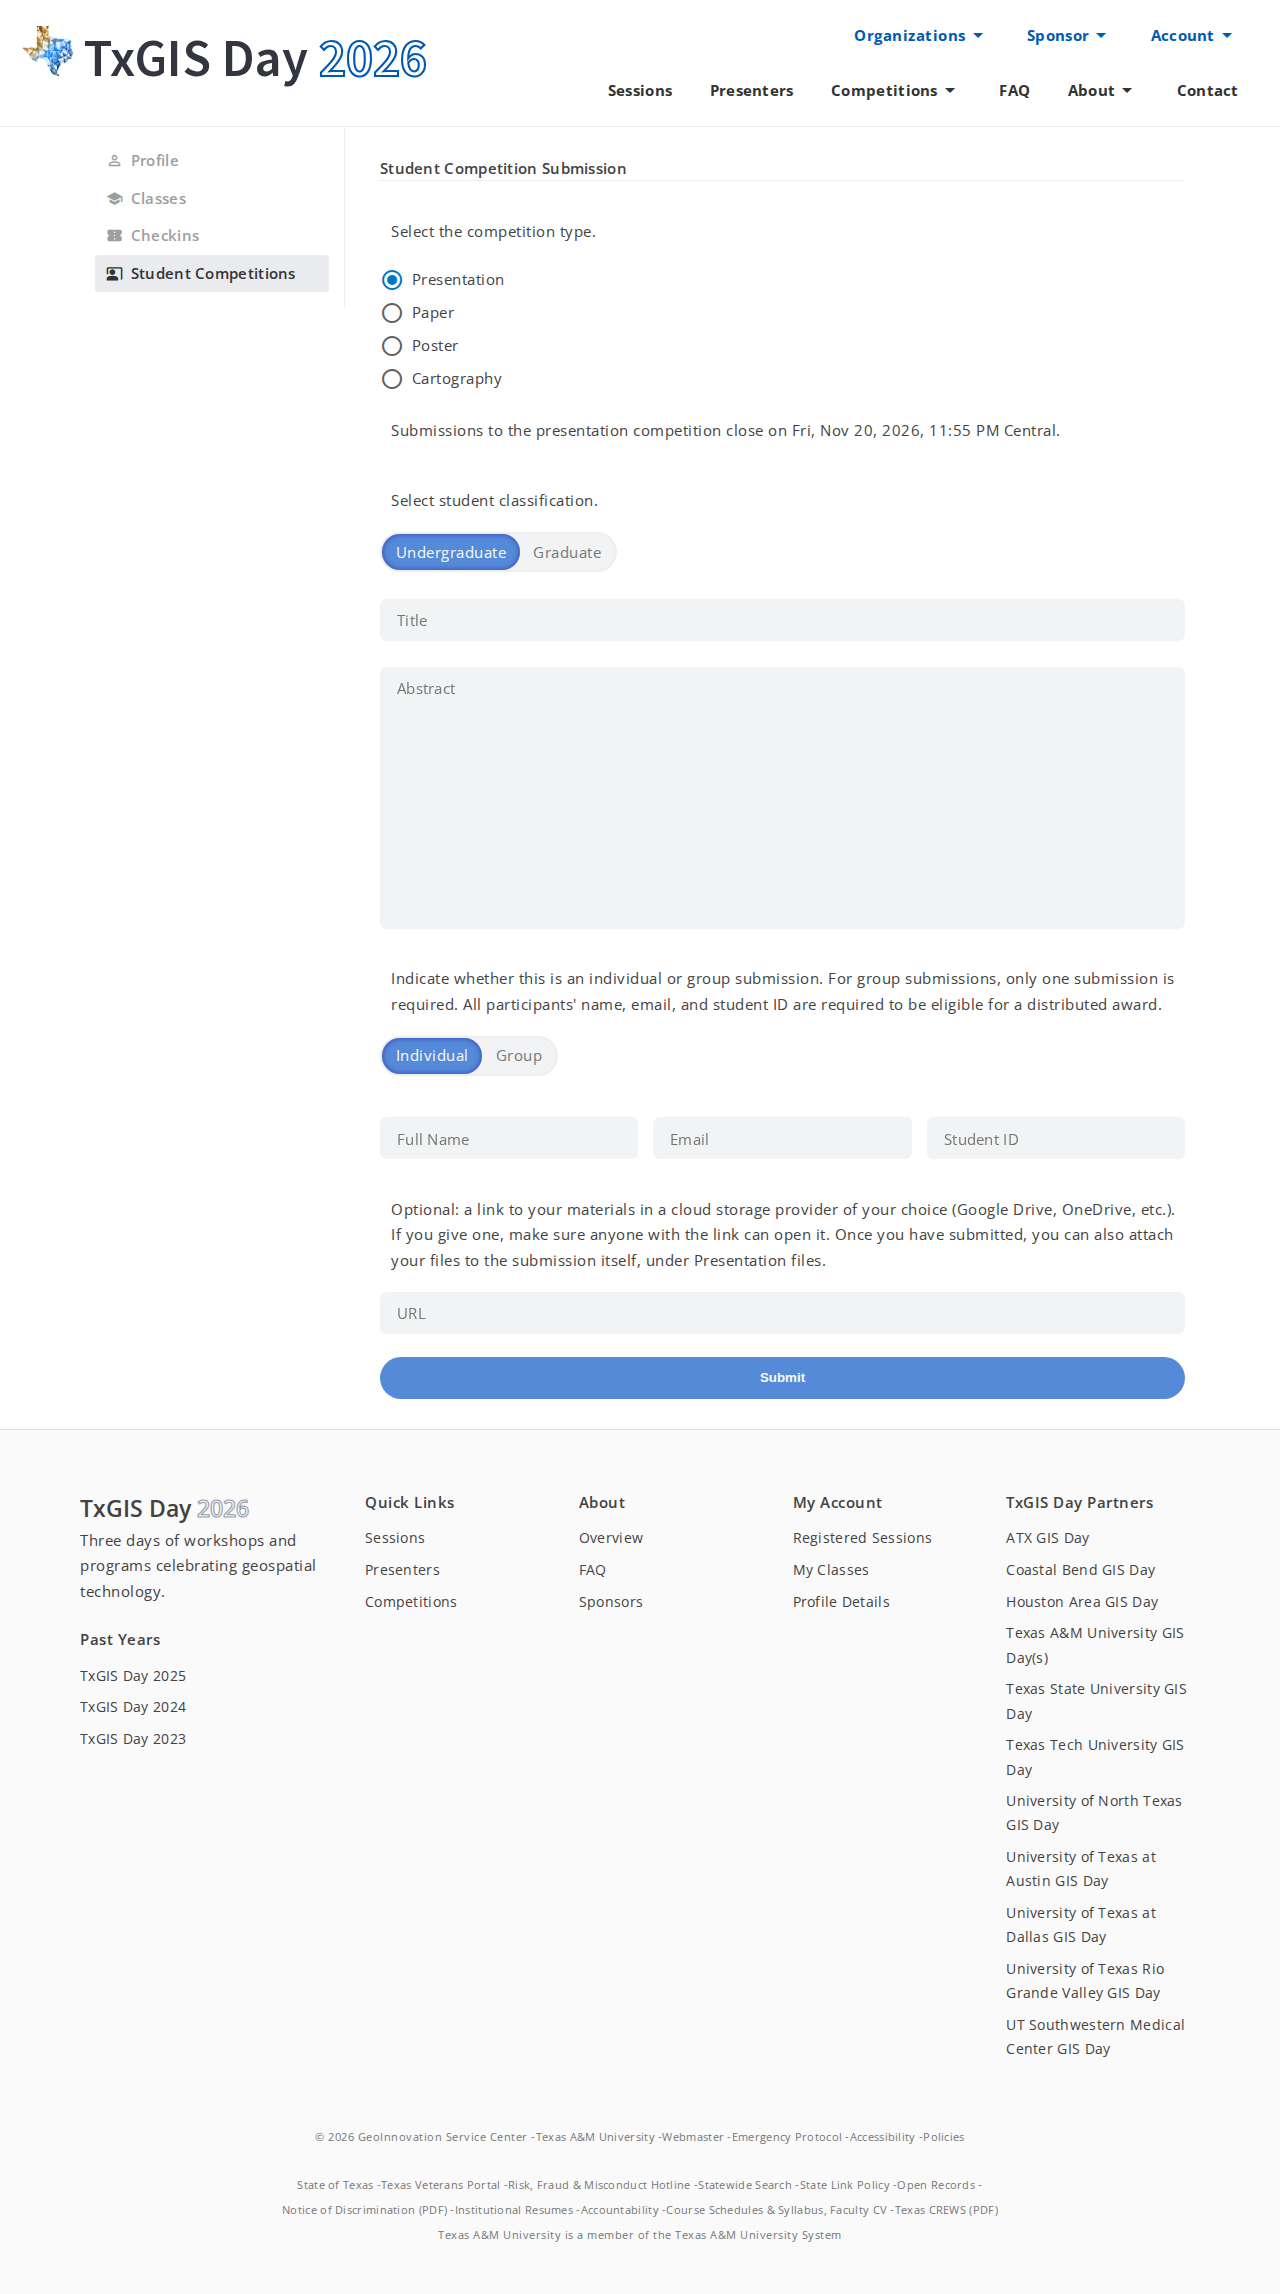 TxGIS Day 2026
Organizations
Sponsor
Account
Sessions
Presenters
Competitions
FAQ
About
Contact
Profile
Classes
Checkins
Student Competitions
Student Competition Submission
Select the competition type.
Presentation
Paper
Poster
Cartography
Submissions to the presentation competition close on Fri, Nov 20, 2026, 11:55 PM Central.
Select student classification.
Undergraduate
Graduate
Title
Abstract
Indicate whether this is an individual or group submission. For group submissions, only one submission is
required. All participants' name, email, and student ID are required to be eligible for a distributed award.
Individual
Group
Full Name
Email
Student ID
Optional: a link to your materials in a cloud storage provider of your choice (Google Drive, OneDrive, etc.).
If you give one, make sure anyone with the link can open it. Once you have submitted, you can also attach
your files to the submission itself, under Presentation files.
URL
Submit
TxGIS Day 2026
Three days of workshops and
programs celebrating geospatial
technology.
Past Years
TxGIS Day 2025
TxGIS Day 2024
TxGIS Day 2023
Quick Links
Sessions
Presenters
Competitions
About
Overview
FAQ
Sponsors
My Account
Registered Sessions
My Classes
Profile Details
TxGIS Day Partners
ATX GIS Day
Coastal Bend GIS Day
Houston Area GIS Day
Texas A&M University GIS
Day(s)
Texas State University GIS
Day
Texas Tech University GIS
Day
University of North Texas
GIS Day
University of Texas at
Austin GIS Day
University of Texas at
Dallas GIS Day
University of Texas Rio
Grande Valley GIS Day
UT Southwestern Medical
Center GIS Day
© 2026 GeoInnovation Service Center -Texas A&M University -Webmaster -Emergency Protocol -Accessibility -Policies
State of Texas -Texas Veterans Portal -Risk, Fraud & Misconduct Hotline -Statewide Search -State Link Policy -Open Records -
Notice of Discrimination (PDF) -Institutional Resumes -Accountability -Course Schedules & Syllabus, Faculty CV -Texas CREWS (PDF)
Texas A&M University is a member of the Texas A&M University System